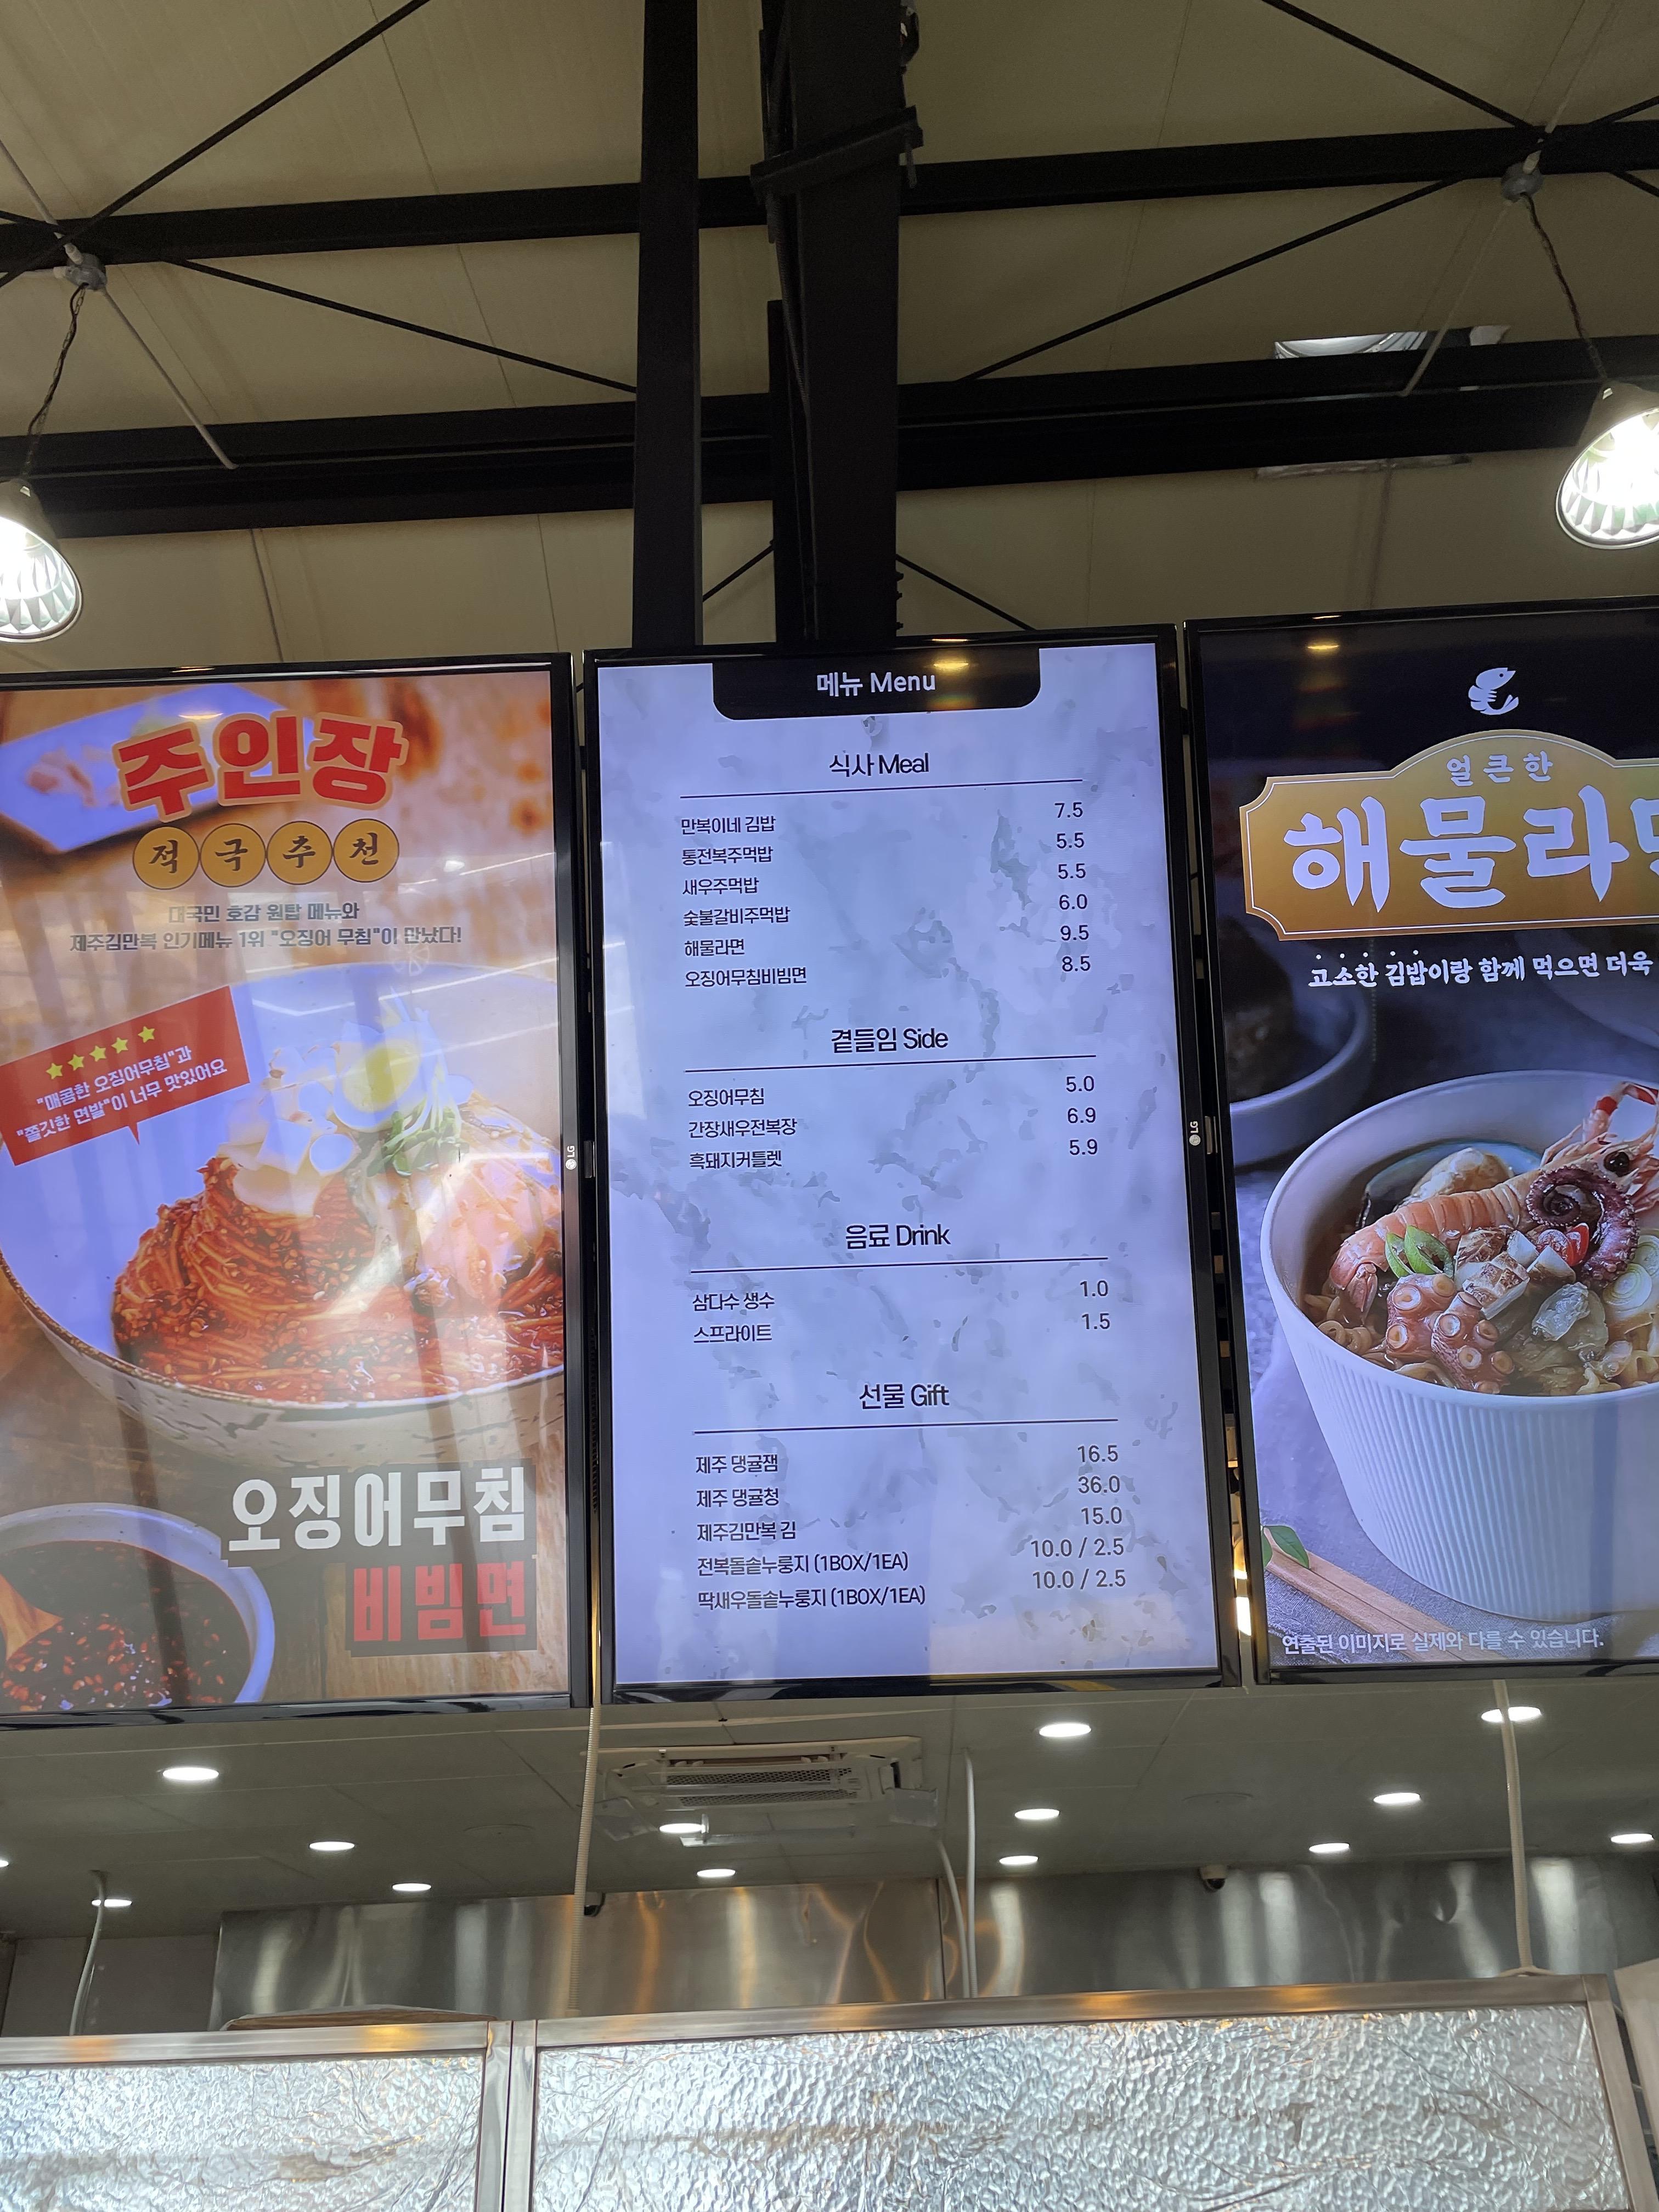 주인장
적극추천
대국민 호감 원탑 메뉴와
제주김만복 인기메뉴 1위 "오징어 무침"이 만났다!
"매콤한 오징어무침"과
"쫄깃한 면발"이 너무 맛있어요
오징어무침
비빔면
메뉴 Menu
식사 Meal
만복이네 김밥 7.5
통전복주먹밥 5.5
새우주먹밥 5.5
숯불갈비주먹밥 6.0
해물라면 9.5
오징어무침비빔면 8.5
곁들임 Side
오징어무침 5.0
간장새우전복장 6.9
흑돼지커틀렛 5.9
음료 Drink
삼다수 생수 1.0
스프라이트 1.5
선물 Gift
제주 댕귤잼 16.5
제주 댕귤청 36.0
제주김만복 김 15.0
전복돌솥누룽지 (1BOX/1EA) 10.0 / 2.5
딱새우돌솥누룽지 (1BOX/1EA) 10.0 / 2.5
LG
LG
얼큰한
해물라면
고소한 김밥이랑 함께 먹으면 더욱
연출된 이미지로 실제와 다를 수 있습니다.